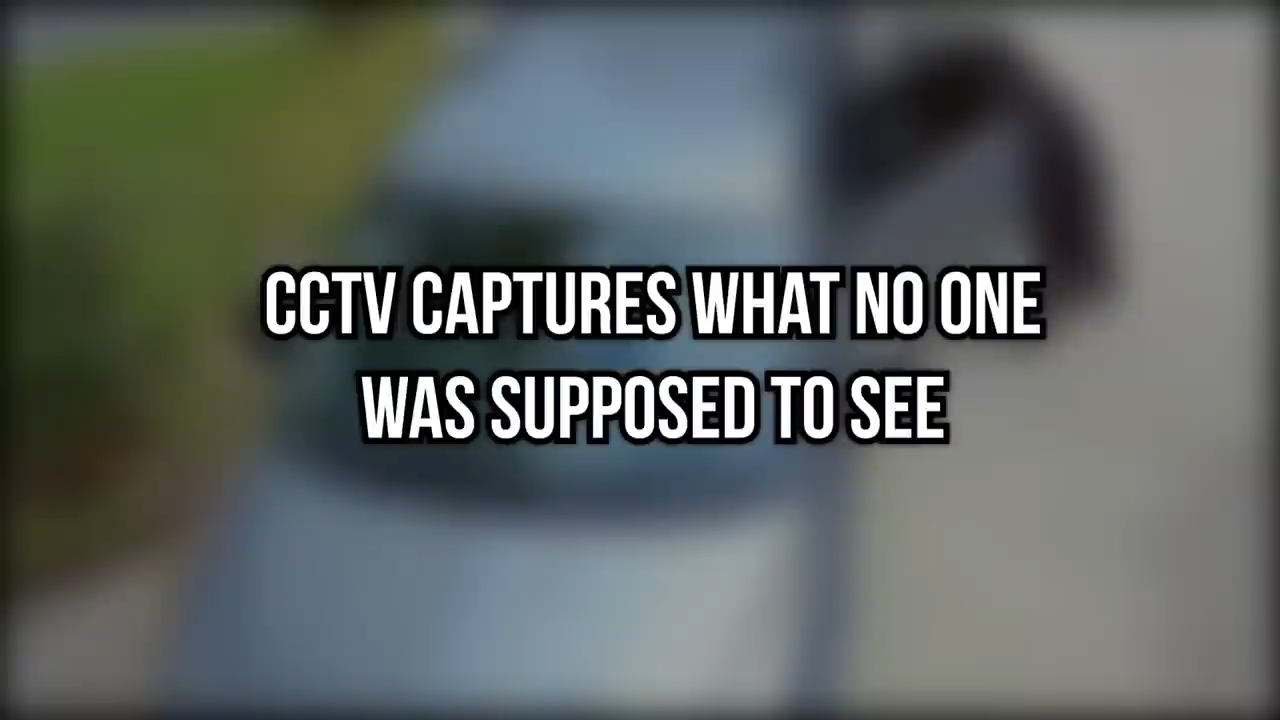 CCTV CAPTURES WHAT NO ONE
WAS SUPPOSED TO SEE